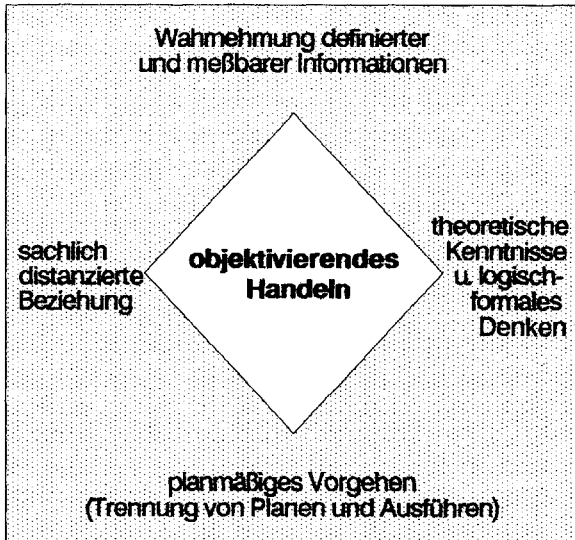 Wahrnehmung definierter
und meßbarer Informationen
sachlich
distanzierte
Beziehung
objektivierendes
Handeln
theoretische
Kenntnisse
u. logisch-
formales
Denken
planmäßiges Vorgehen
(Trennung von Planen und Ausführen)